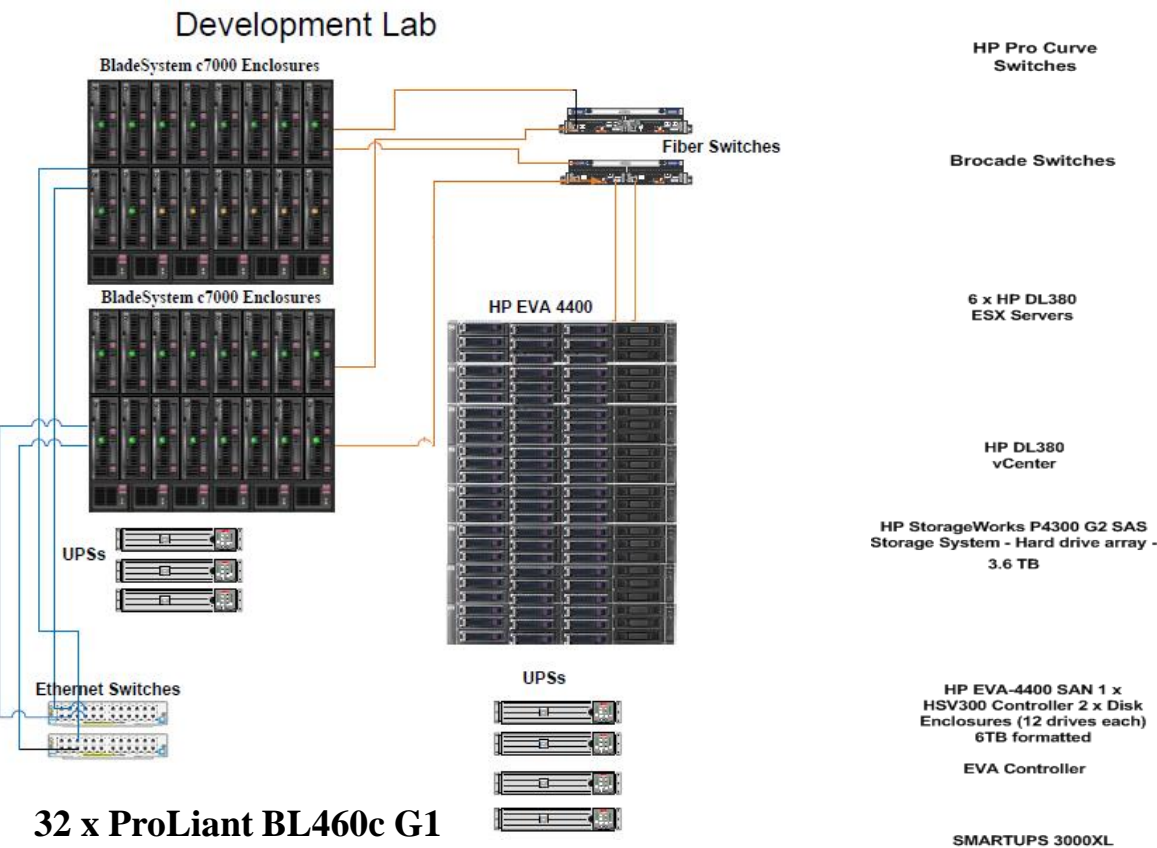 Development Lab
BladeSystem c7000 Enclosures
Fiber Switches
BladeSystem c7000 Enclosures
HP EVA 4400
UPSs
Ethernet Switches
UPSs
32 x ProLiant BL460c G1
HP Pro Curve
Switches
Brocade Switches
6 x HP DL380
ESX Servers
HP DL380
vCenter
HP StorageWorks P4300 G2 SAS
Storage System - Hard drive array -
3.6 TB
HP EVA-4400 SAN 1 x
HSV300 Controller 2 x Disk
Enclosures (12 drives each)
6TB formatted
EVA Controller
SMARTUPS 3000XL